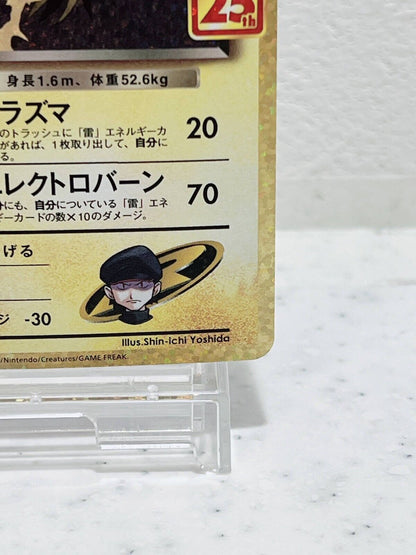 25th
身長1.6m、体重52.6kg
ラズマ
のトラッシュに「雷」エネルギーカ
があれば、1枚取り出して、自分に
る。
20
エレクトロバーン
にも、自分についている「雷」エネ
ギーカードの数×10のダメージ。
70
げる
R
ジ -30
Illus.Shin-ichi Yoshida
/Nintendo/Creatures/GAME FREAK.